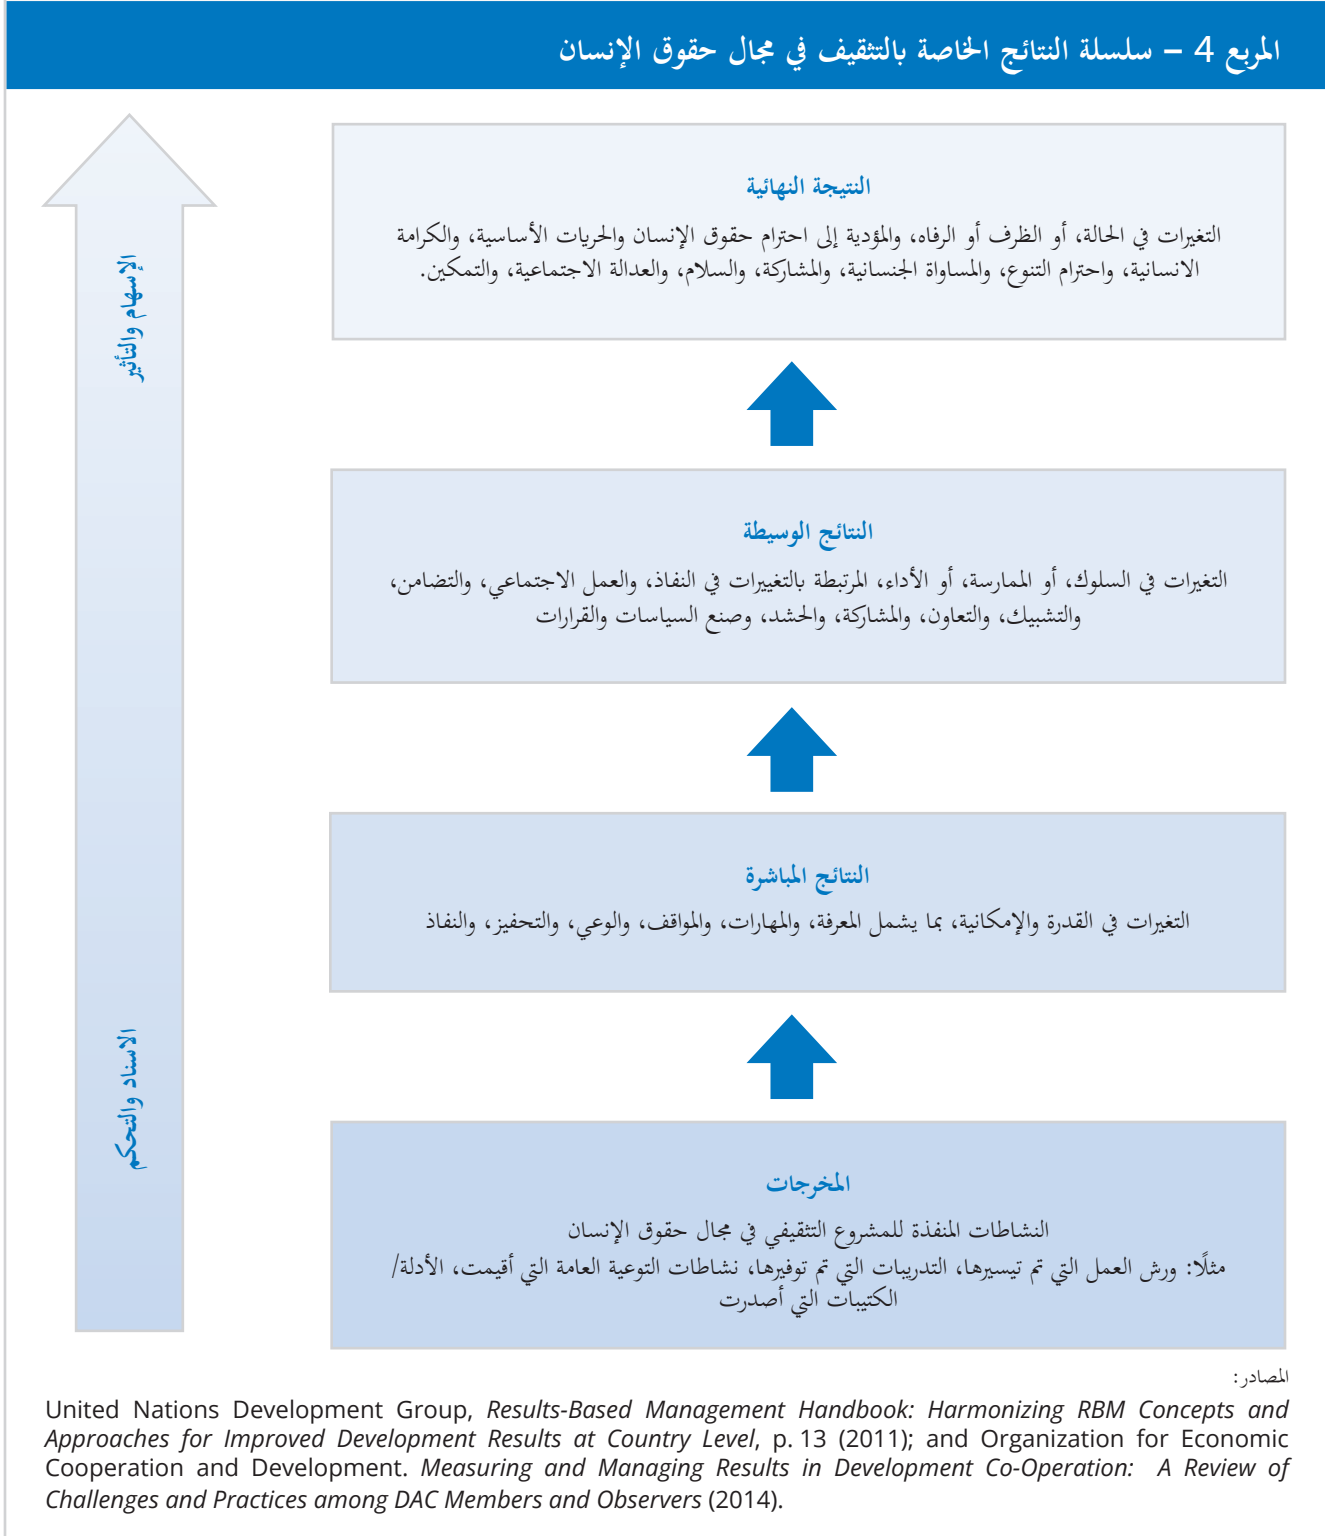 المربع 4 – سلسلة النتائج الخاصة بالتثقيف في مجال حقوق الإنسان
الإسهام والتأثير
الاسناد والتحكم
النتيجة النهائية
التغيرات في الحالة، أو الظرف أو الرفاه، والمؤدية إلى احترام حقوق الإنسان والحريات الأساسية، والكرامة
الانسانية، واحترام التنوع، والمساواة الجنسانية، والمشاركة، والسلام، والعدالة الاجتماعية، والتمكين.
النتائج الوسيطة
التغيرات في السلوك، أو الممارسة، أو الأداء، المرتبطة بالتغييرات في النفاذ، والعمل الاجتماعي، والتضامن،
والتشبيك، والتعاون، والمشاركة، والحشد، وصنع السياسات والقرارات
النتائج المباشرة
التغيرات في القدرة والإمكانية، بما يشمل المعرفة، والمهارات، والمواقف، والوعي، والتحفيز، والنفاذ
المخرجات
النشاطات المنفذة للمشروع التثقيفي في مجال حقوق الإنسان
مثلًا: ورش العمل التي تم تيسيرها، التدريبات التي تم توفيرها، نشاطات التوعية العامة التي أقيمت، الأدلة/
الكتيبات التي أصدرت
المصادر:
United Nations Development Group, Results-Based Management Handbook: Harmonizing RBM Concepts and
Approaches for Improved Development Results at Country Level, p. 13 (2011); and Organization for Economic
Cooperation and Development. Measuring and Managing Results in Development Co-Operation: A Review of
Challenges and Practices among DAC Members and Observers (2014).